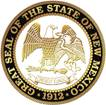 GREAT SEAL OF THE STATE OF NEW MEXICO
· 1912 ·